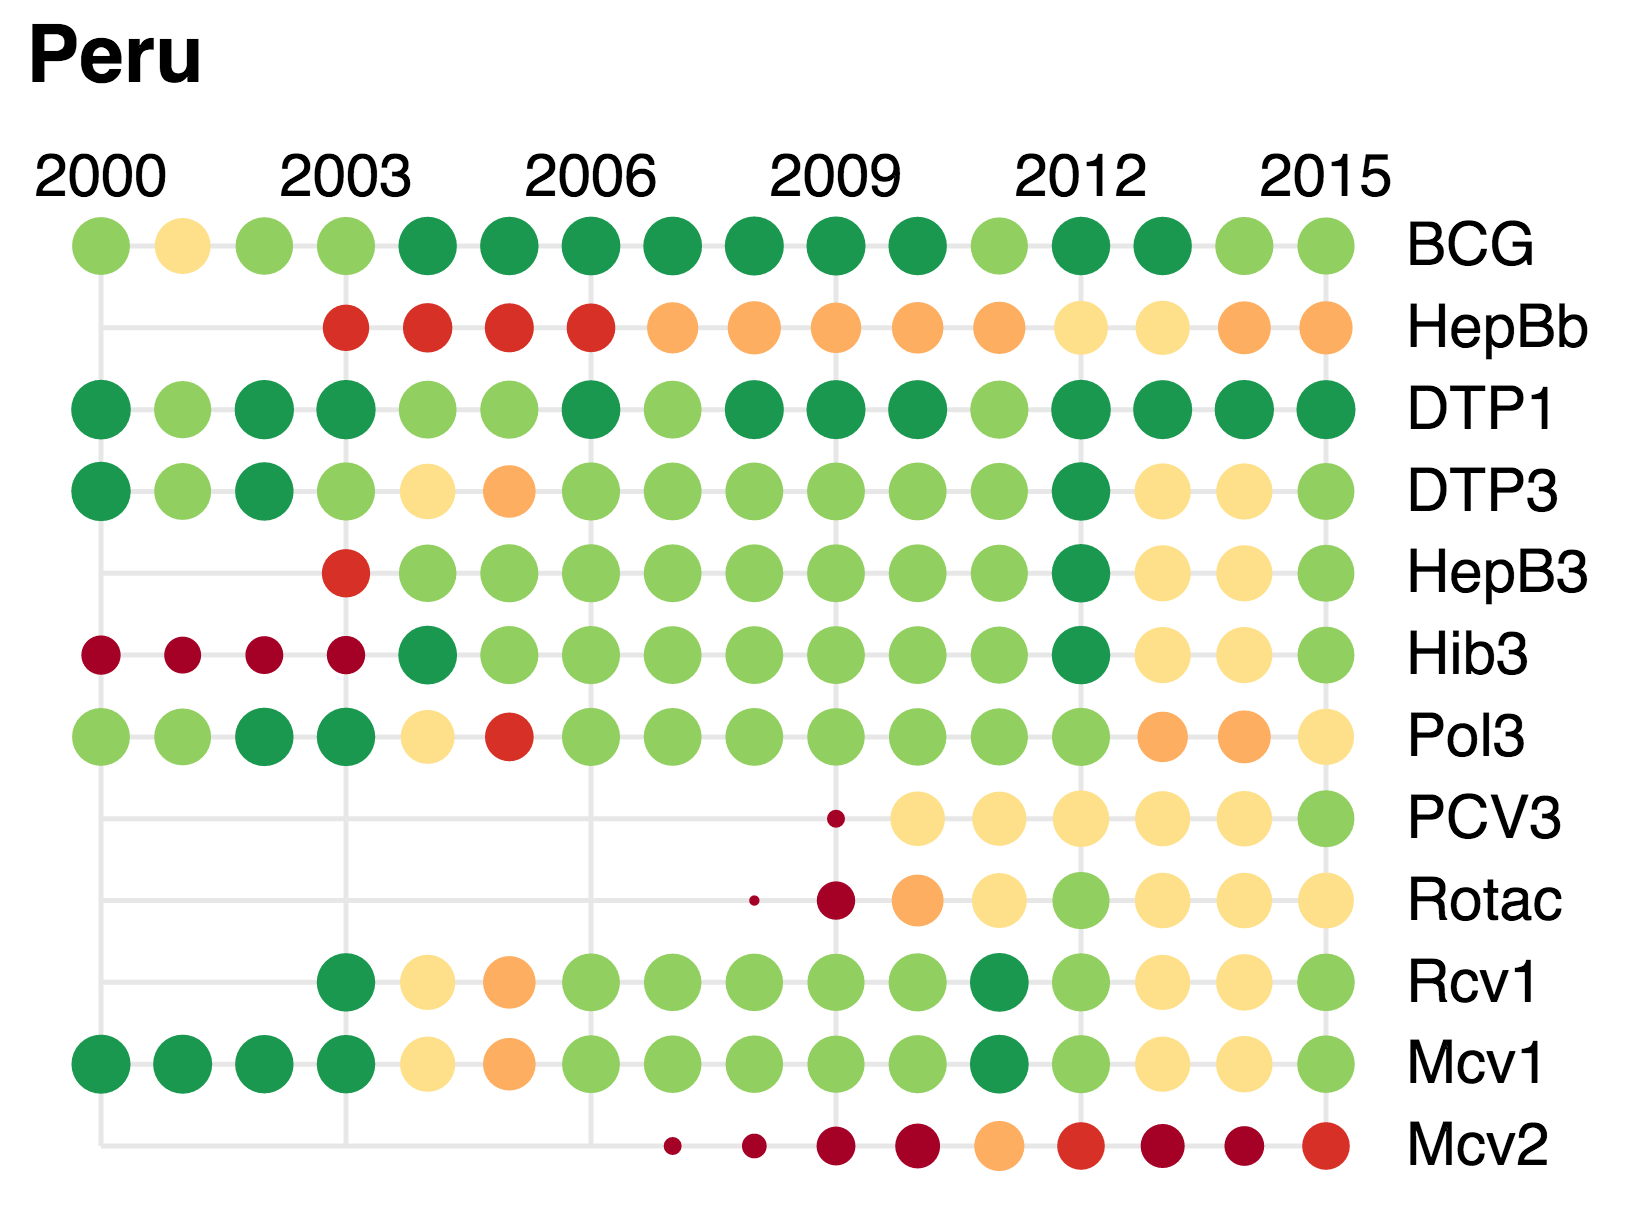 Peru
2000 2003 2006 2009 2012 2015
BCG
HepBb
DTP1
DTP3
HepB3
Hib3
Pol3
PCV3
Rotac
Rcv1
Mcv1
Mcv2